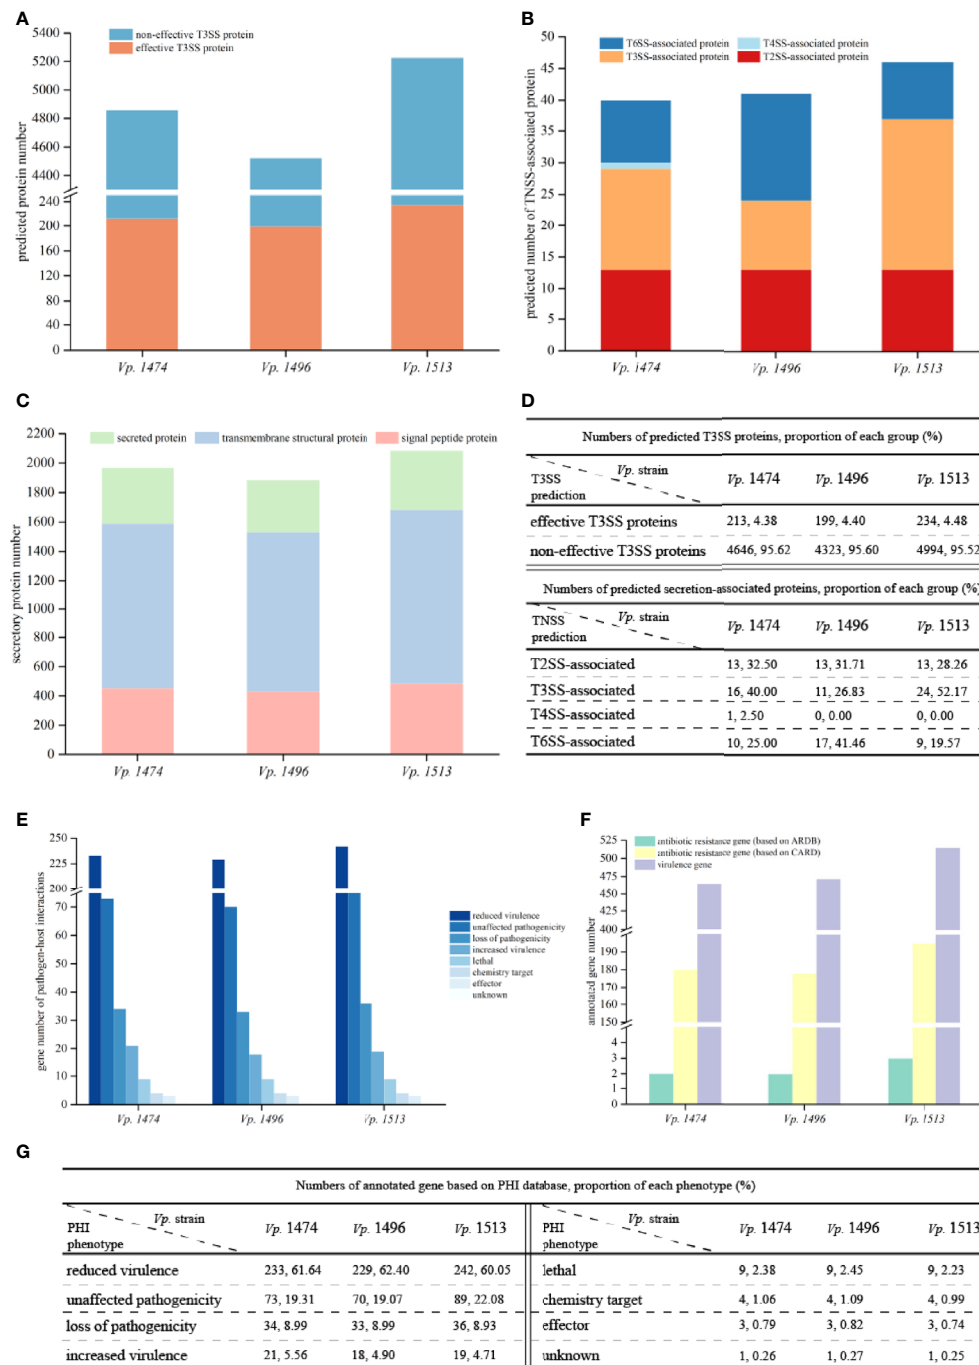 A
non-effective T3SS protein
effective T3SS protein
predicted protein number
5400
5200
5000
4800
4600
4400
240
200
160
120
80
40
0
Vp. 1474
Vp. 1496
Vp. 1513
B
T6SS-associated protein
T4SS-associated protein
T3SS-associated protein
T2SS-associated protein
predicted number of TNSS-associated protein
50
45
40
35
30
25
20
15
10
5
0
Vp. 1474
Vp. 1496
Vp. 1513
C
secreted protein
transmembrane structural protein
signal peptide protein
secretory protein number
2200
2000
1800
1600
1400
1200
1000
800
600
400
200
0
Vp. 1474
Vp. 1496
Vp. 1513
D
Numbers of predicted T3SS proteins, proportion of each group (%)
T3SS prediction Vp. strain Vp. 1474 Vp. 1496 Vp. 1513
effective T3SS proteins 213, 4.38 199, 4.40 234, 4.48
non-effective T3SS proteins 4646, 95.62 4323, 95.60 4994, 95.52
Numbers of predicted secretion-associated proteins, proportion of each group (%)
TNSS prediction Vp. strain Vp. 1474 Vp. 1496 Vp. 1513
T2SS-associated 13, 32.50 13, 31.71 13, 28.26
T3SS-associated 16, 40.00 11, 26.83 24, 52.17
T4SS-associated 1, 2.50 0, 0.00 0, 0.00
T6SS-associated 10, 25.00 17, 41.46 9, 19.57
E
gene number of pathogen-host interactions
250
225
200
70
60
50
40
30
20
10
0
Vp. 1474
Vp. 1496
Vp. 1513
reduced virulence
unaffected pathogenicity
loss of pathogenicity
increased virulence
lethal
chemistry target
effector
unknown
F
antibiotic resistance gene (based on ARDB)
antibiotic resistance gene (based on CARD)
virulence gene
annotated gene number
525
500
475
450
425
400
190
180
170
160
150
4
3
2
1
0
Vp. 1474
Vp. 1496
Vp. 1513
G
Numbers of annotated gene based on PHI database, proportion of each phenotype (%)
PHI phenotype Vp. strain Vp. 1474 Vp. 1496 Vp. 1513
reduced virulence 233, 61.64 229, 62.40 242, 60.05
unaffected pathogenicity 73, 19.31 70, 19.07 89, 22.08
loss of pathogenicity 34, 8.99 33, 8.99 36, 8.93
increased virulence 21, 5.56 18, 4.90 19, 4.71
PHI phenotype Vp. strain Vp. 1474 Vp. 1496 Vp. 1513
lethal 9, 2.38 9, 2.45 9, 2.23
chemistry target 4, 1.06 4, 1.09 4, 0.99
effector 3, 0.79 3, 0.82 3, 0.74
unknown 1, 0.26 1, 0.27 1, 0.25